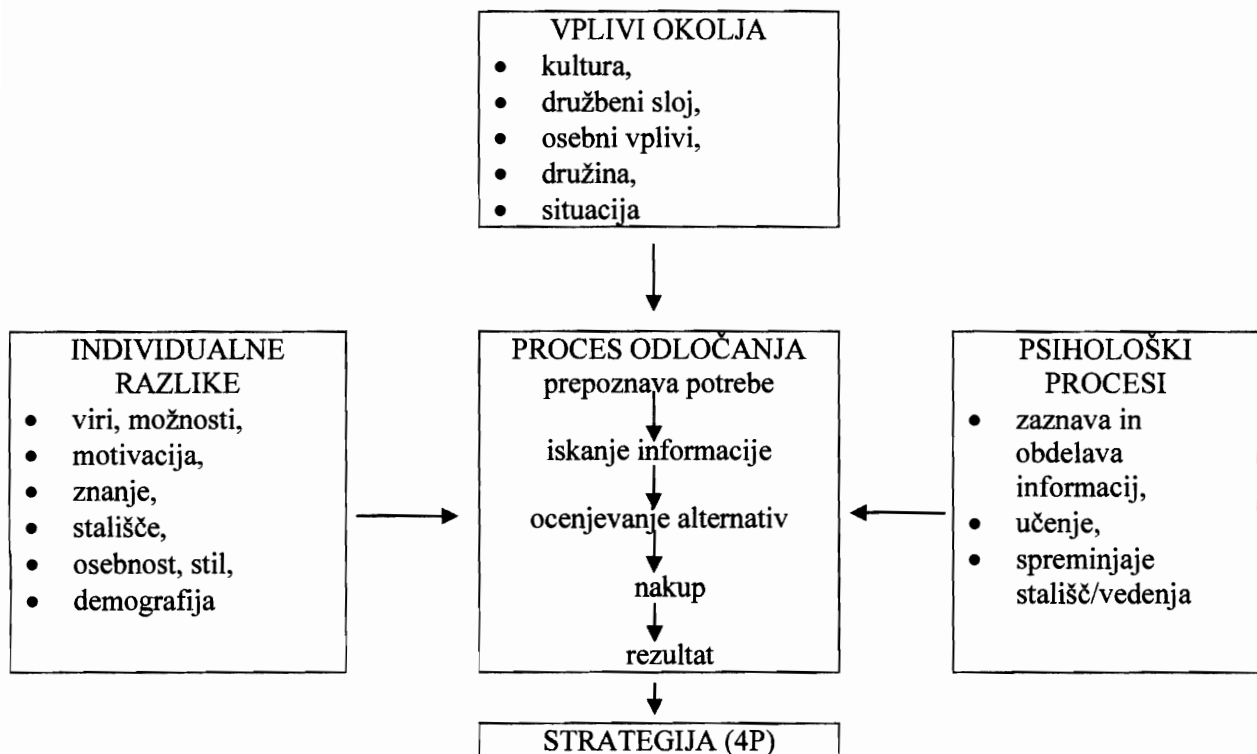 VPLIVI OKOLJA
• kultura,
• družbeni sloj,
• osebni vplivi,
• družina,
• situacija
INDIVIDUALNE
RAZLIKE
• viri, možnosti,
• motivacija,
• znanje,
• stališče,
• osebnost, stil,
• demografija
PROCES ODLOČANJA
prepoznava potrebe
iskanje informacije
ocenjevanje alternativ
nakup
rezultat
PSIHOLOŠKI
PROCESI
• zaznava in
obdelava
informacij,
• učenje,
• spreminjaje
stališč/vedenja
STRATEGIJA (4P)